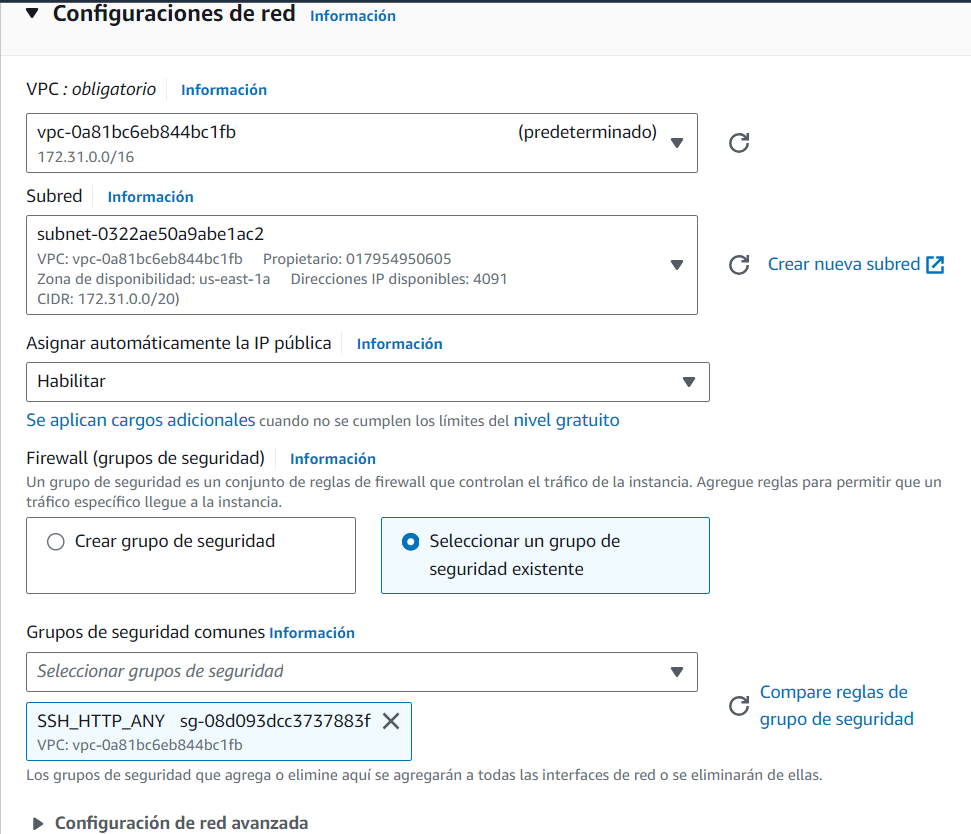 Configuraciones de red Información
VPC : obligatorio Información
vpc-0a81bc6eb844bc1fb (predeterminado)
172.31.0.0/16
Subred Información
subnet-0322ae50a9abe1ac2
VPC: vpc-0a81bc6eb844bc1fb Propietario: 017954950605
Zona de disponibilidad: us-east-1a Direcciones IP disponibles: 4091
CIDR: 172.31.0.0/20)
Crear nueva subred
Asignar automáticamente la IP pública Información
Habilitar
Se aplican cargos adicionales cuando no se cumplen los límites del nivel gratuito
Firewall (grupos de seguridad) Información
Un grupo de seguridad es un conjunto de reglas de firewall que controlan el tráfico de la instancia. Agregue reglas para permitir que un
tráfico específico llegue a la instancia.
Crear grupo de seguridad
Seleccionar un grupo de
seguridad existente
Grupos de seguridad comunes Información
Seleccionar grupos de seguridad
SSH_HTTP_ANY sg-08d093dcc3737883f
VPC: vpc-0a81bc6eb844bc1fb
Compare reglas de
grupo de seguridad
Los grupos de seguridad que agrega o elimine aquí se agregarán a todas las interfaces de red o se eliminarán de ellas.
Configuración de red avanzada